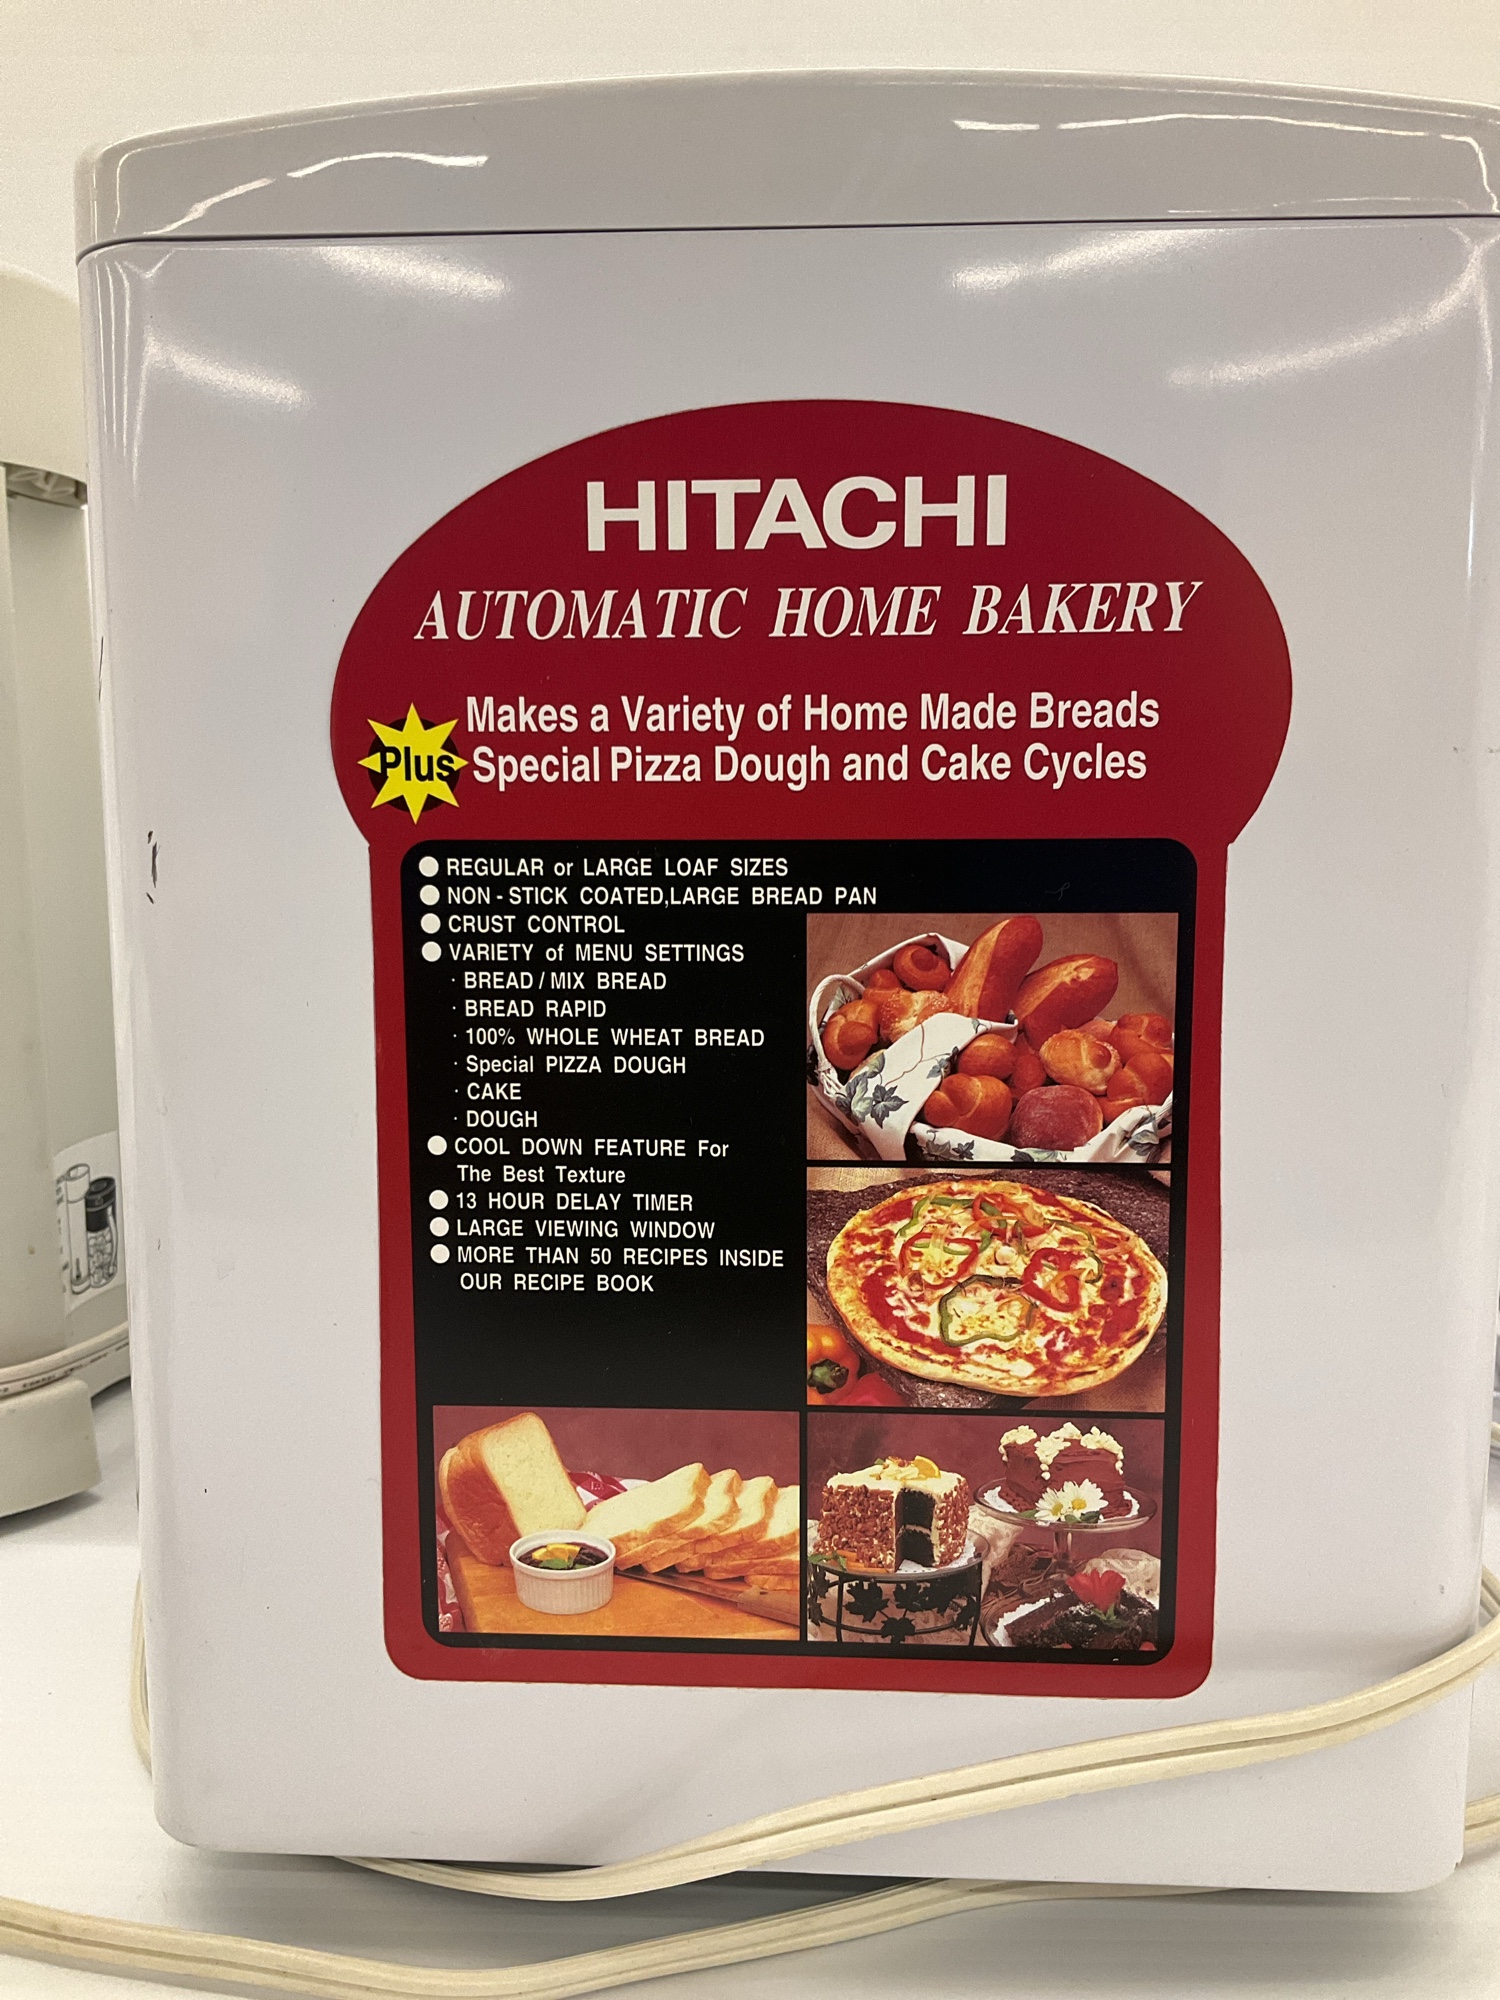 HITACHI
AUTOMATIC HOME BAKERY
Makes a Variety of Home Made Breads
Plus Special Pizza Dough and Cake Cycles
● REGULAR or LARGE LOAF SIZES
● NON-STICK COATED,LARGE BREAD PAN
● CRUST CONTROL
● VARIETY of MENU SETTINGS
· BREAD / MIX BREAD
· BREAD RAPID
· 100% WHOLE WHEAT BREAD
· Special PIZZA DOUGH
· CAKE
· DOUGH
● COOL DOWN FEATURE For
The Best Texture
● 13 HOUR DELAY TIMER
● LARGE VIEWING WINDOW
● MORE THAN 50 RECIPES INSIDE
OUR RECIPE BOOK